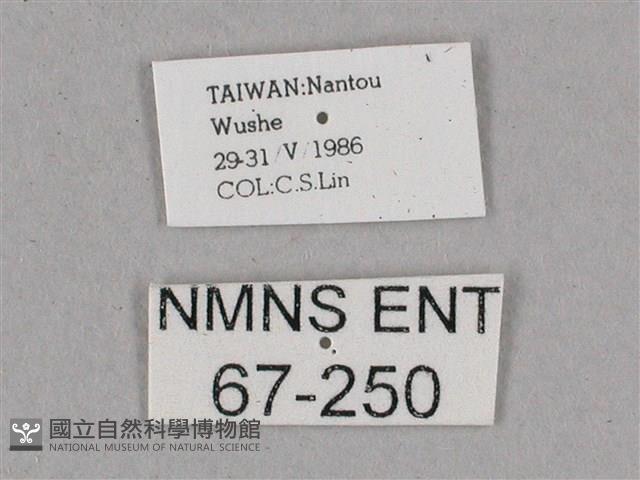 TAIWAN:Nantou
Wushe
29-31/V/1986
COL:C.S.Lin
NMNS ENT
67-250
國立自然科學博物館
NATIONAL MUSEUM OF NATURAL SCIENCE